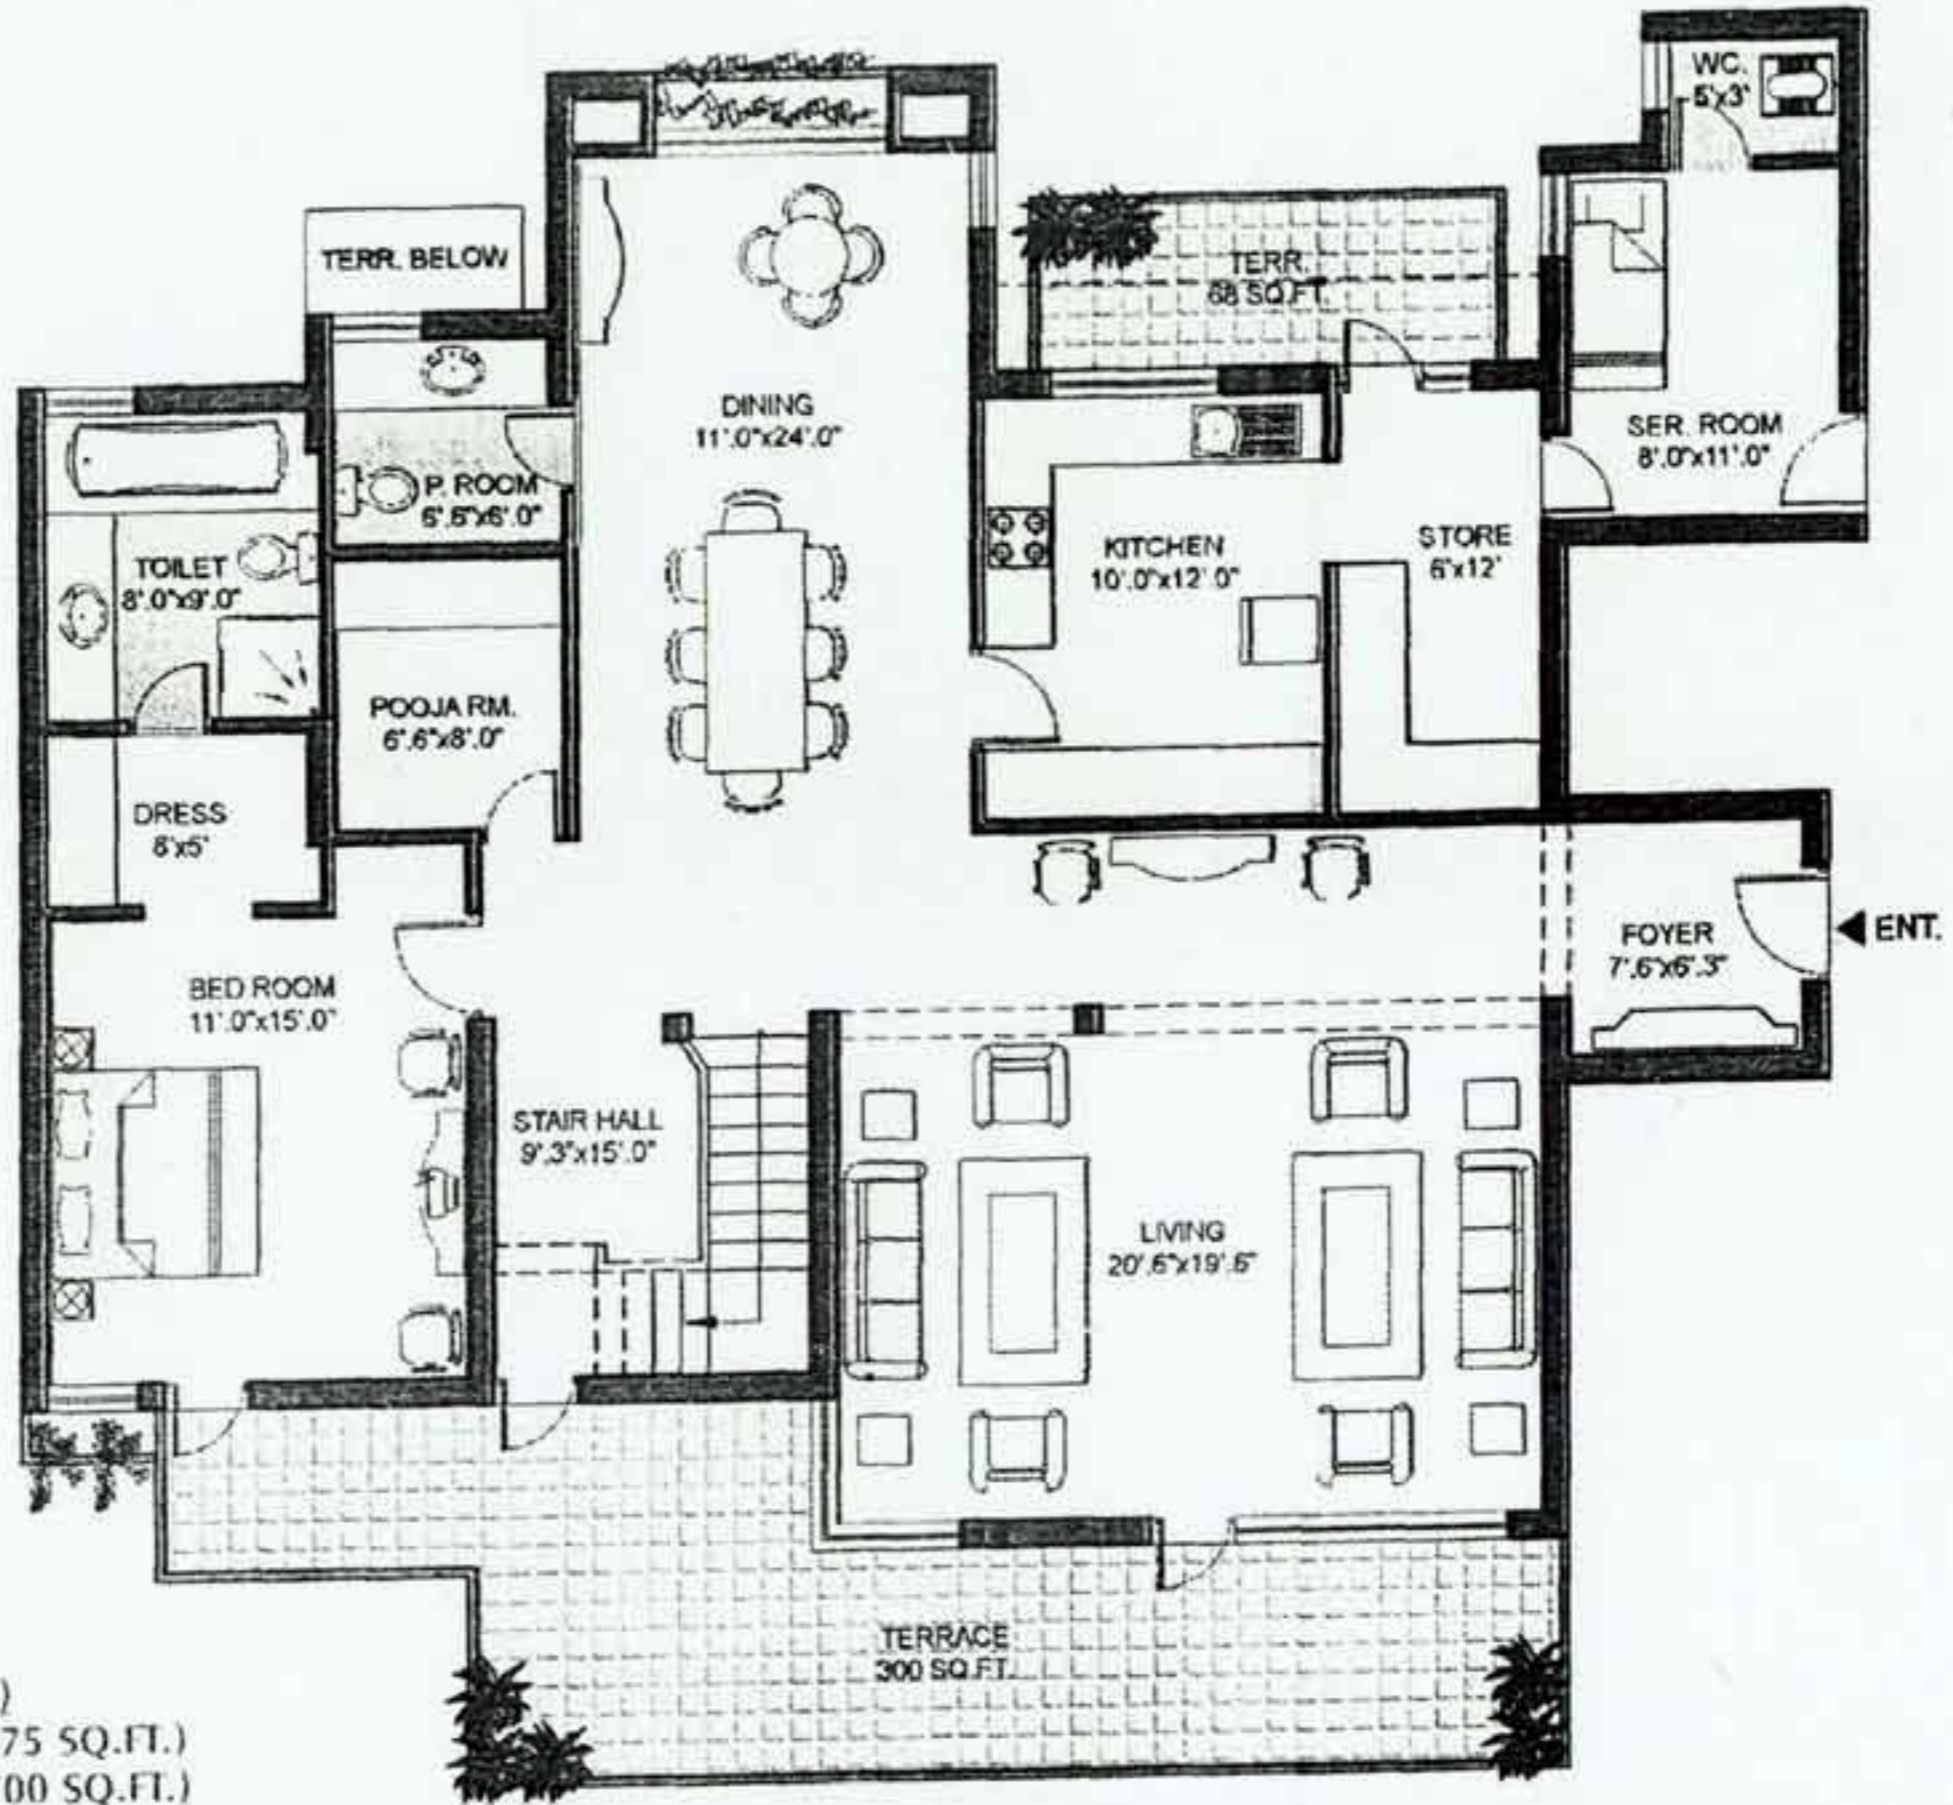 WC.
5'x3'
TERR. BELOW
TERR.
68 SQ.FT.
DINING
11'.0"x24'.0"
SER. ROOM
8'.0"x11'.0"
P. ROOM
6'.6"x6'.0"
KITCHEN
10'.0"x12'.0"
STORE
6'x12'
TOILET
8'.0"x9'.0"
POOJA RM.
6'.6"x8'.0"
DRESS
8'x5'
FOYER
7'.6"x6'.3"
ENT.
BED ROOM
11'.0"x15'.0"
STAIR HALL
9'.3"x15'.0"
LIVING
20'.6"x19'.6"
TERRACE
300 SQ.FT.
)
75 SQ.FT.)
00 SQ.FT.)